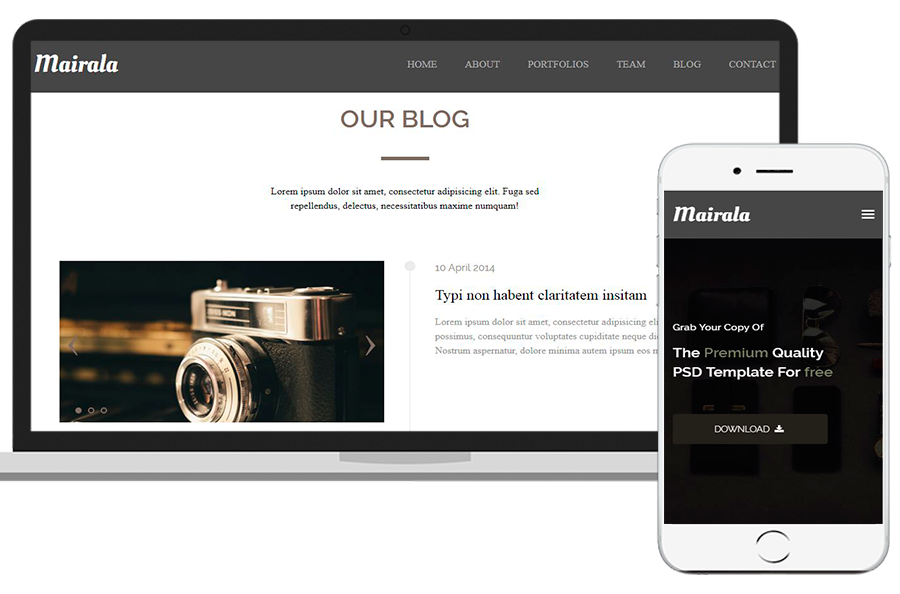 Mairala
HOME ABOUT PORTFOLIOS TEAM BLOG CONTACT
OUR BLOG
Lorem ipsum dolor sit amet, consectetur adipisicing elit. Fuga sed
repellendus, delectus, necessitatibus maxime numquam!
10 April 2014
Typi non habent claritatem insitam
Lorem ipsum dolor sit amet, consectetur adipisicing eli
possimus, consequuntur voluptates cupiditate neque di
Nostrum aspernatur, dolore minima autem ipsum eos
Mairala
Grab Your Copy Of
The Premium Quality
PSD Template For free
DOWNLOAD